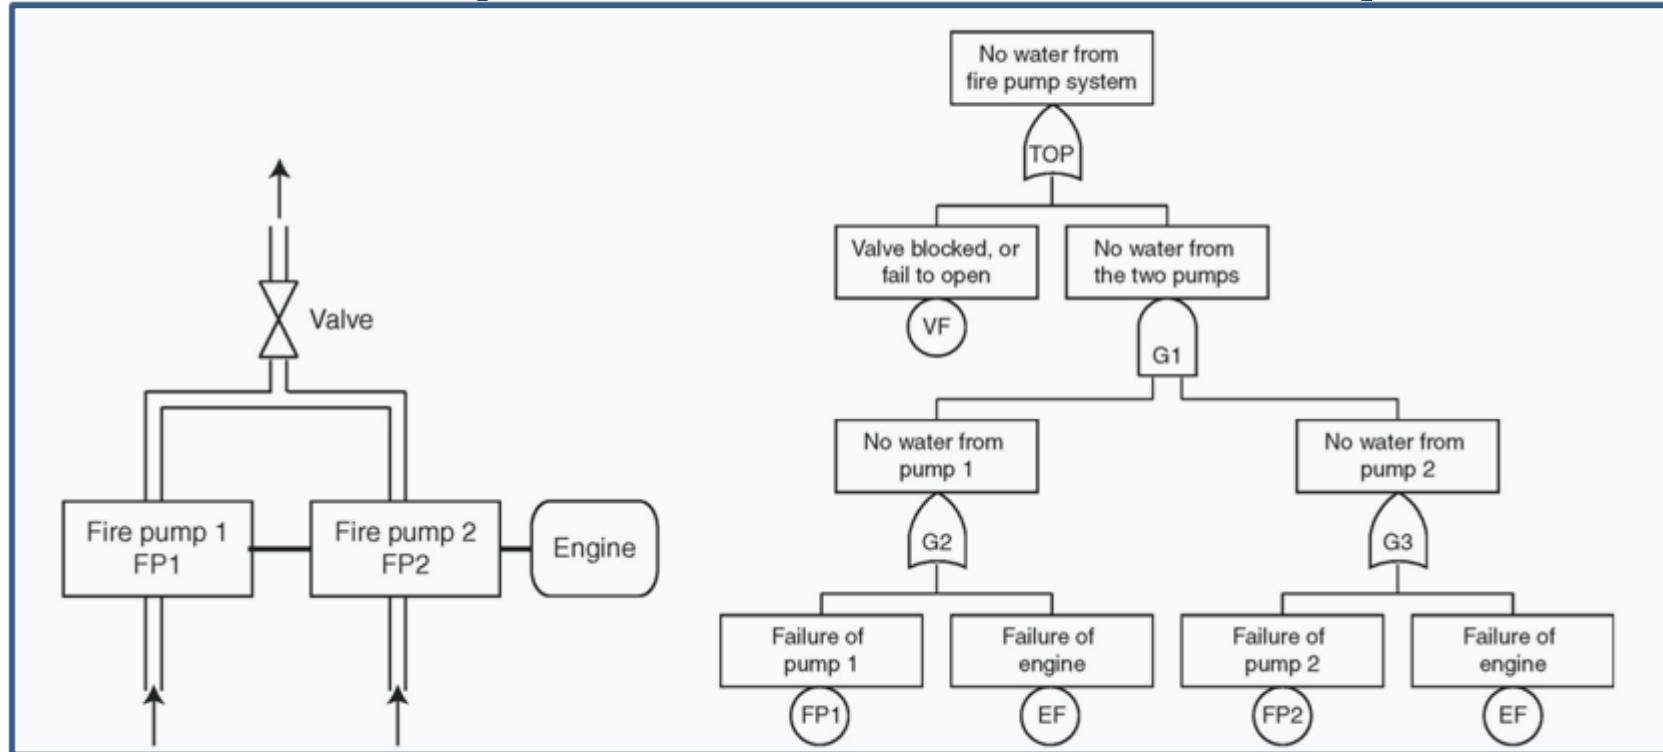 Valve
Fire pump 1
FP1
Fire pump 2
FP2
Engine
No water from
fire pump system
TOP
Valve blocked, or
fail to open
VF
No water from
the two pumps
G1
No water from
pump 1
G2
No water from
pump 2
G3
Failure of
pump 1
FP1
Failure of
engine
EF
Failure of
pump 2
FP2
Failure of
engine
EF